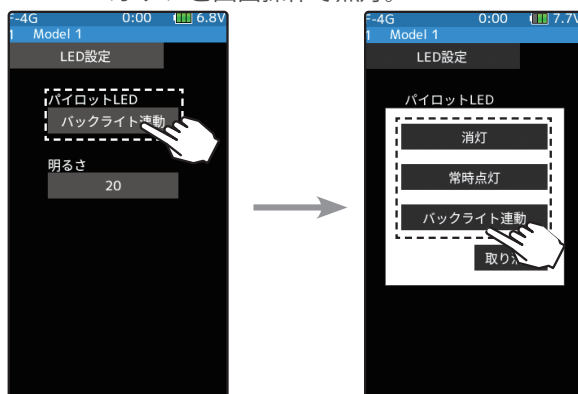 F-4G 0:00 6.8V
1 Model 1
LED設定
パイロットLED
バックライト連動
明るさ
20
F-4G 0:00 7.7V
1 Model 1
LED設定
パイロットLED
消灯
常時点灯
バックライト連動
取り